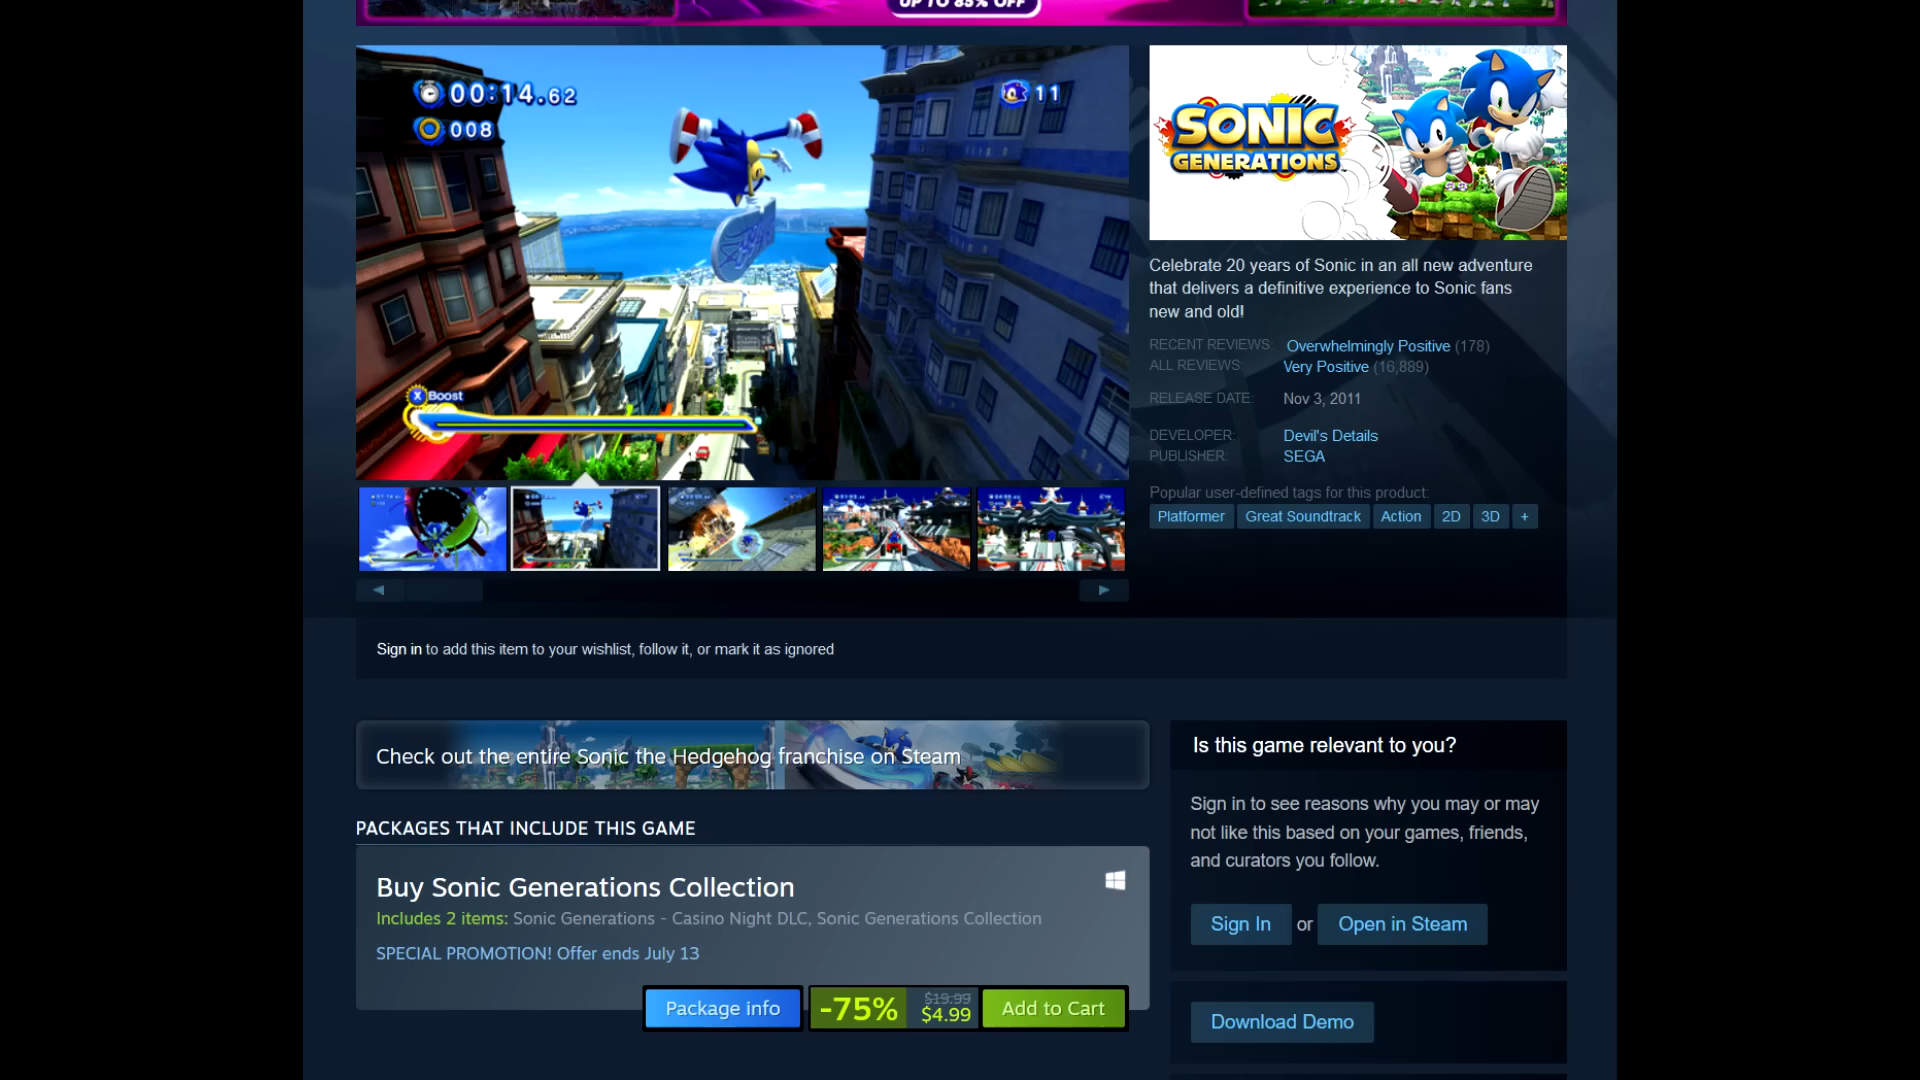 UP TO 85% OFF
00:14.62
11
008
X Boost
SONIC
GENERATIONS
Celebrate 20 years of Sonic in an all new adventure
that delivers a definitive experience to Sonic fans
new and old!
RECENT REVIEWS: Overwhelmingly Positive (178)
ALL REVIEWS: Very Positive (16,889)
RELEASE DATE: Nov 3, 2011
DEVELOPER: Devil's Details
PUBLISHER: SEGA
Popular user-defined tags for this product:
Platformer Great Soundtrack Action 2D 3D +
Sign in to add this item to your wishlist, follow it, or mark it as ignored
Check out the entire Sonic the Hedgehog franchise on Steam
PACKAGES THAT INCLUDE THIS GAME
Buy Sonic Generations Collection
Includes 2 items: Sonic Generations - Casino Night DLC, Sonic Generations Collection
SPECIAL PROMOTION! Offer ends July 13
Package info -75% $19.99 $4.99 Add to Cart
Is this game relevant to you?
Sign in to see reasons why you may or may
not like this based on your games, friends,
and curators you follow.
Sign In or Open in Steam
Download Demo